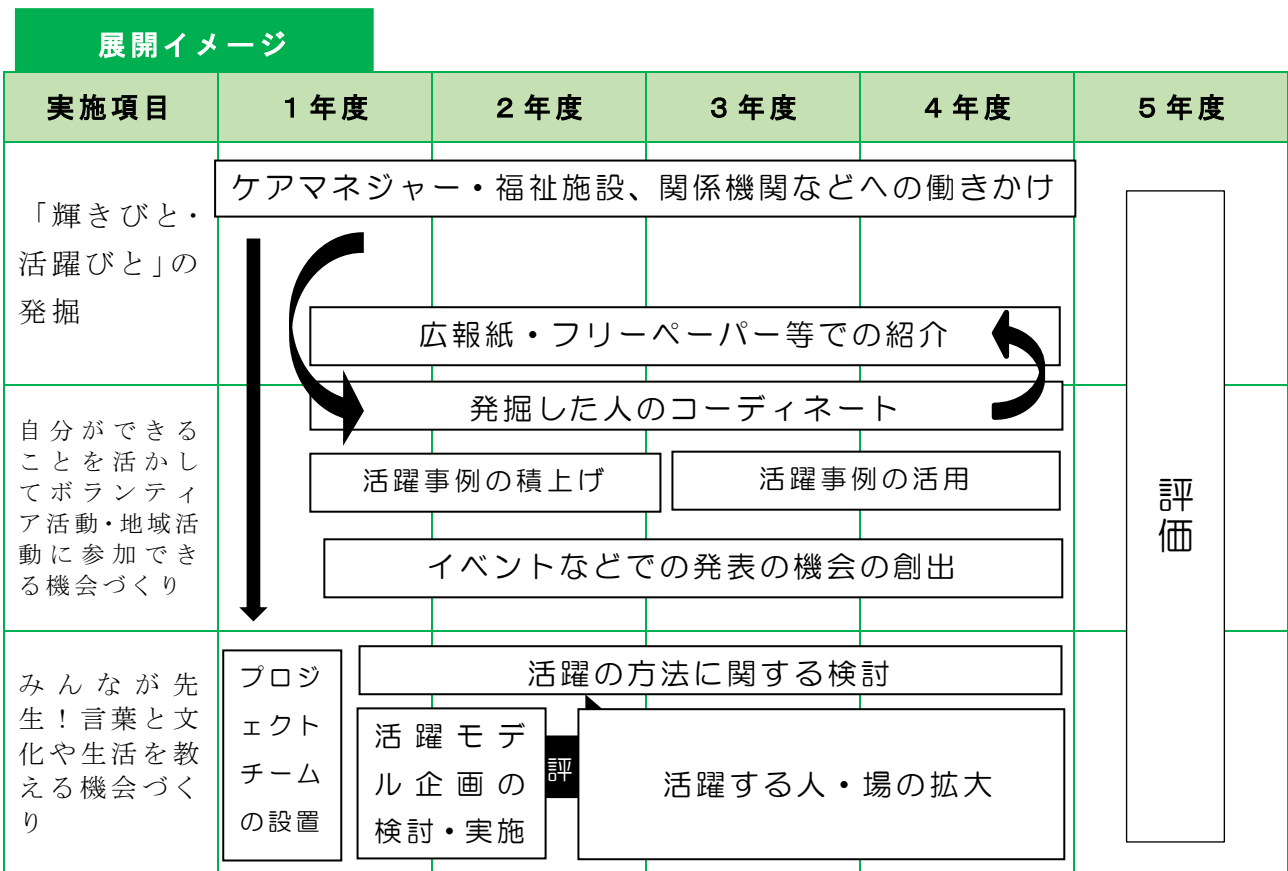 展開イメージ
実施項目
１年度
２年度
３年度
４年度
５年度
「輝きびと・
活躍びと」の
発掘
ケアマネジャー・福祉施設、関係機関などへの働きかけ
広報紙・フリーペーパー等での紹介
自分ができる
ことを活かし
てボランティ
ア活動・地域活
動に参加でき
る機会づくり
発掘した人のコーディネート
活躍事例の積上げ
活躍事例の活用
イベントなどでの発表の機会の創出
みんなが先
生！言葉と文
化や生活を教
える機会づく
り
プロジ
ェクト
チーム
の設置
活躍の方法に関する検討
活躍モデ
ル企画の
検討・実施
評
活躍する人・場の拡大
評価